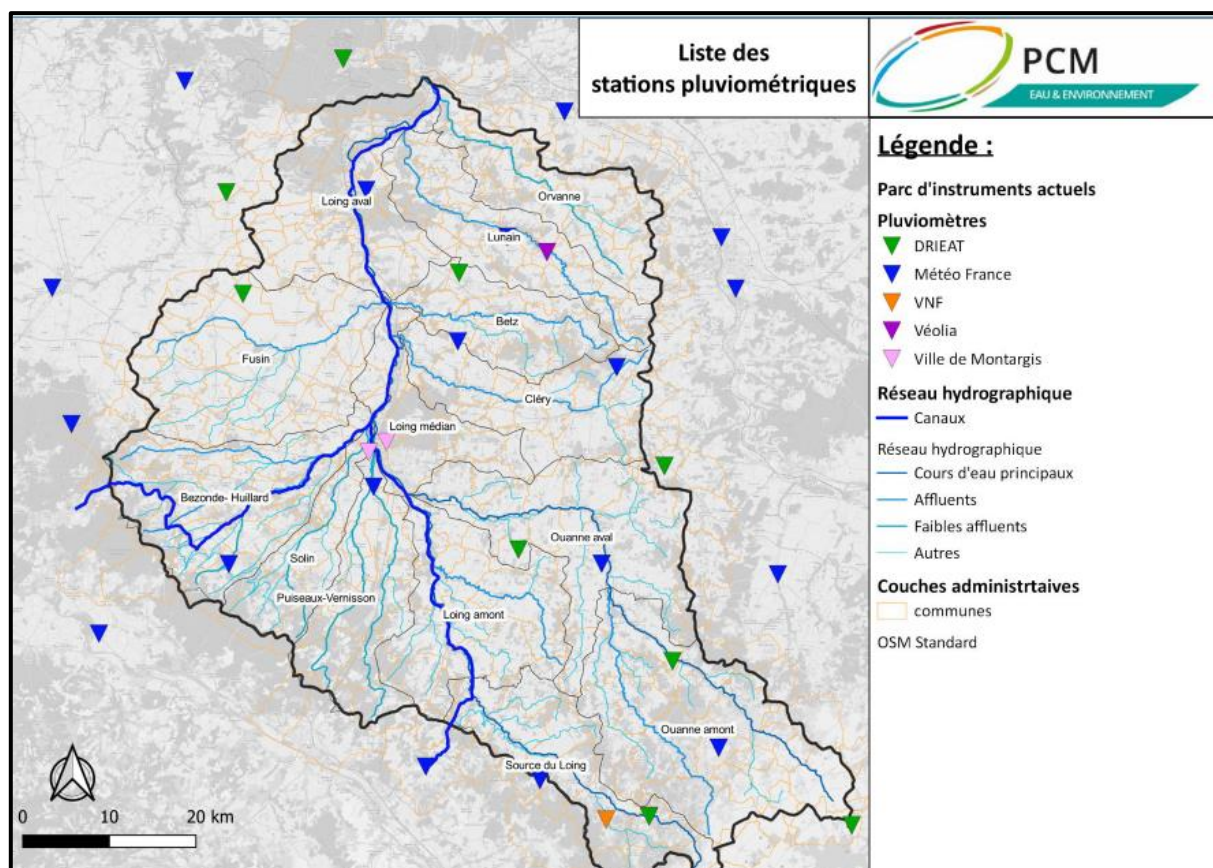 Liste des
stations pluviométriques
PCM
EAU & ENVIRONNEMENT
Légende :
Parc d'instruments actuels
Pluviomètres
DRIEAT
Météo France
VNF
Véolia
Ville de Montargis
Réseau hydrographique
Canaux
Réseau hydrographique
Cours d'eau principaux
Affluents
Faibles affluents
Autres
Couches administrtaives
communes
OSM Standard
Orvanne
Loing aval
Lunain
Betz
Fusin
Cléry
Loing médian
Bezonde- Huillard
Ouanne aval
Solin
Puiseaux-Vernisson
Loing amont
Ouanne amont
Source du Loing
0 10 20 km